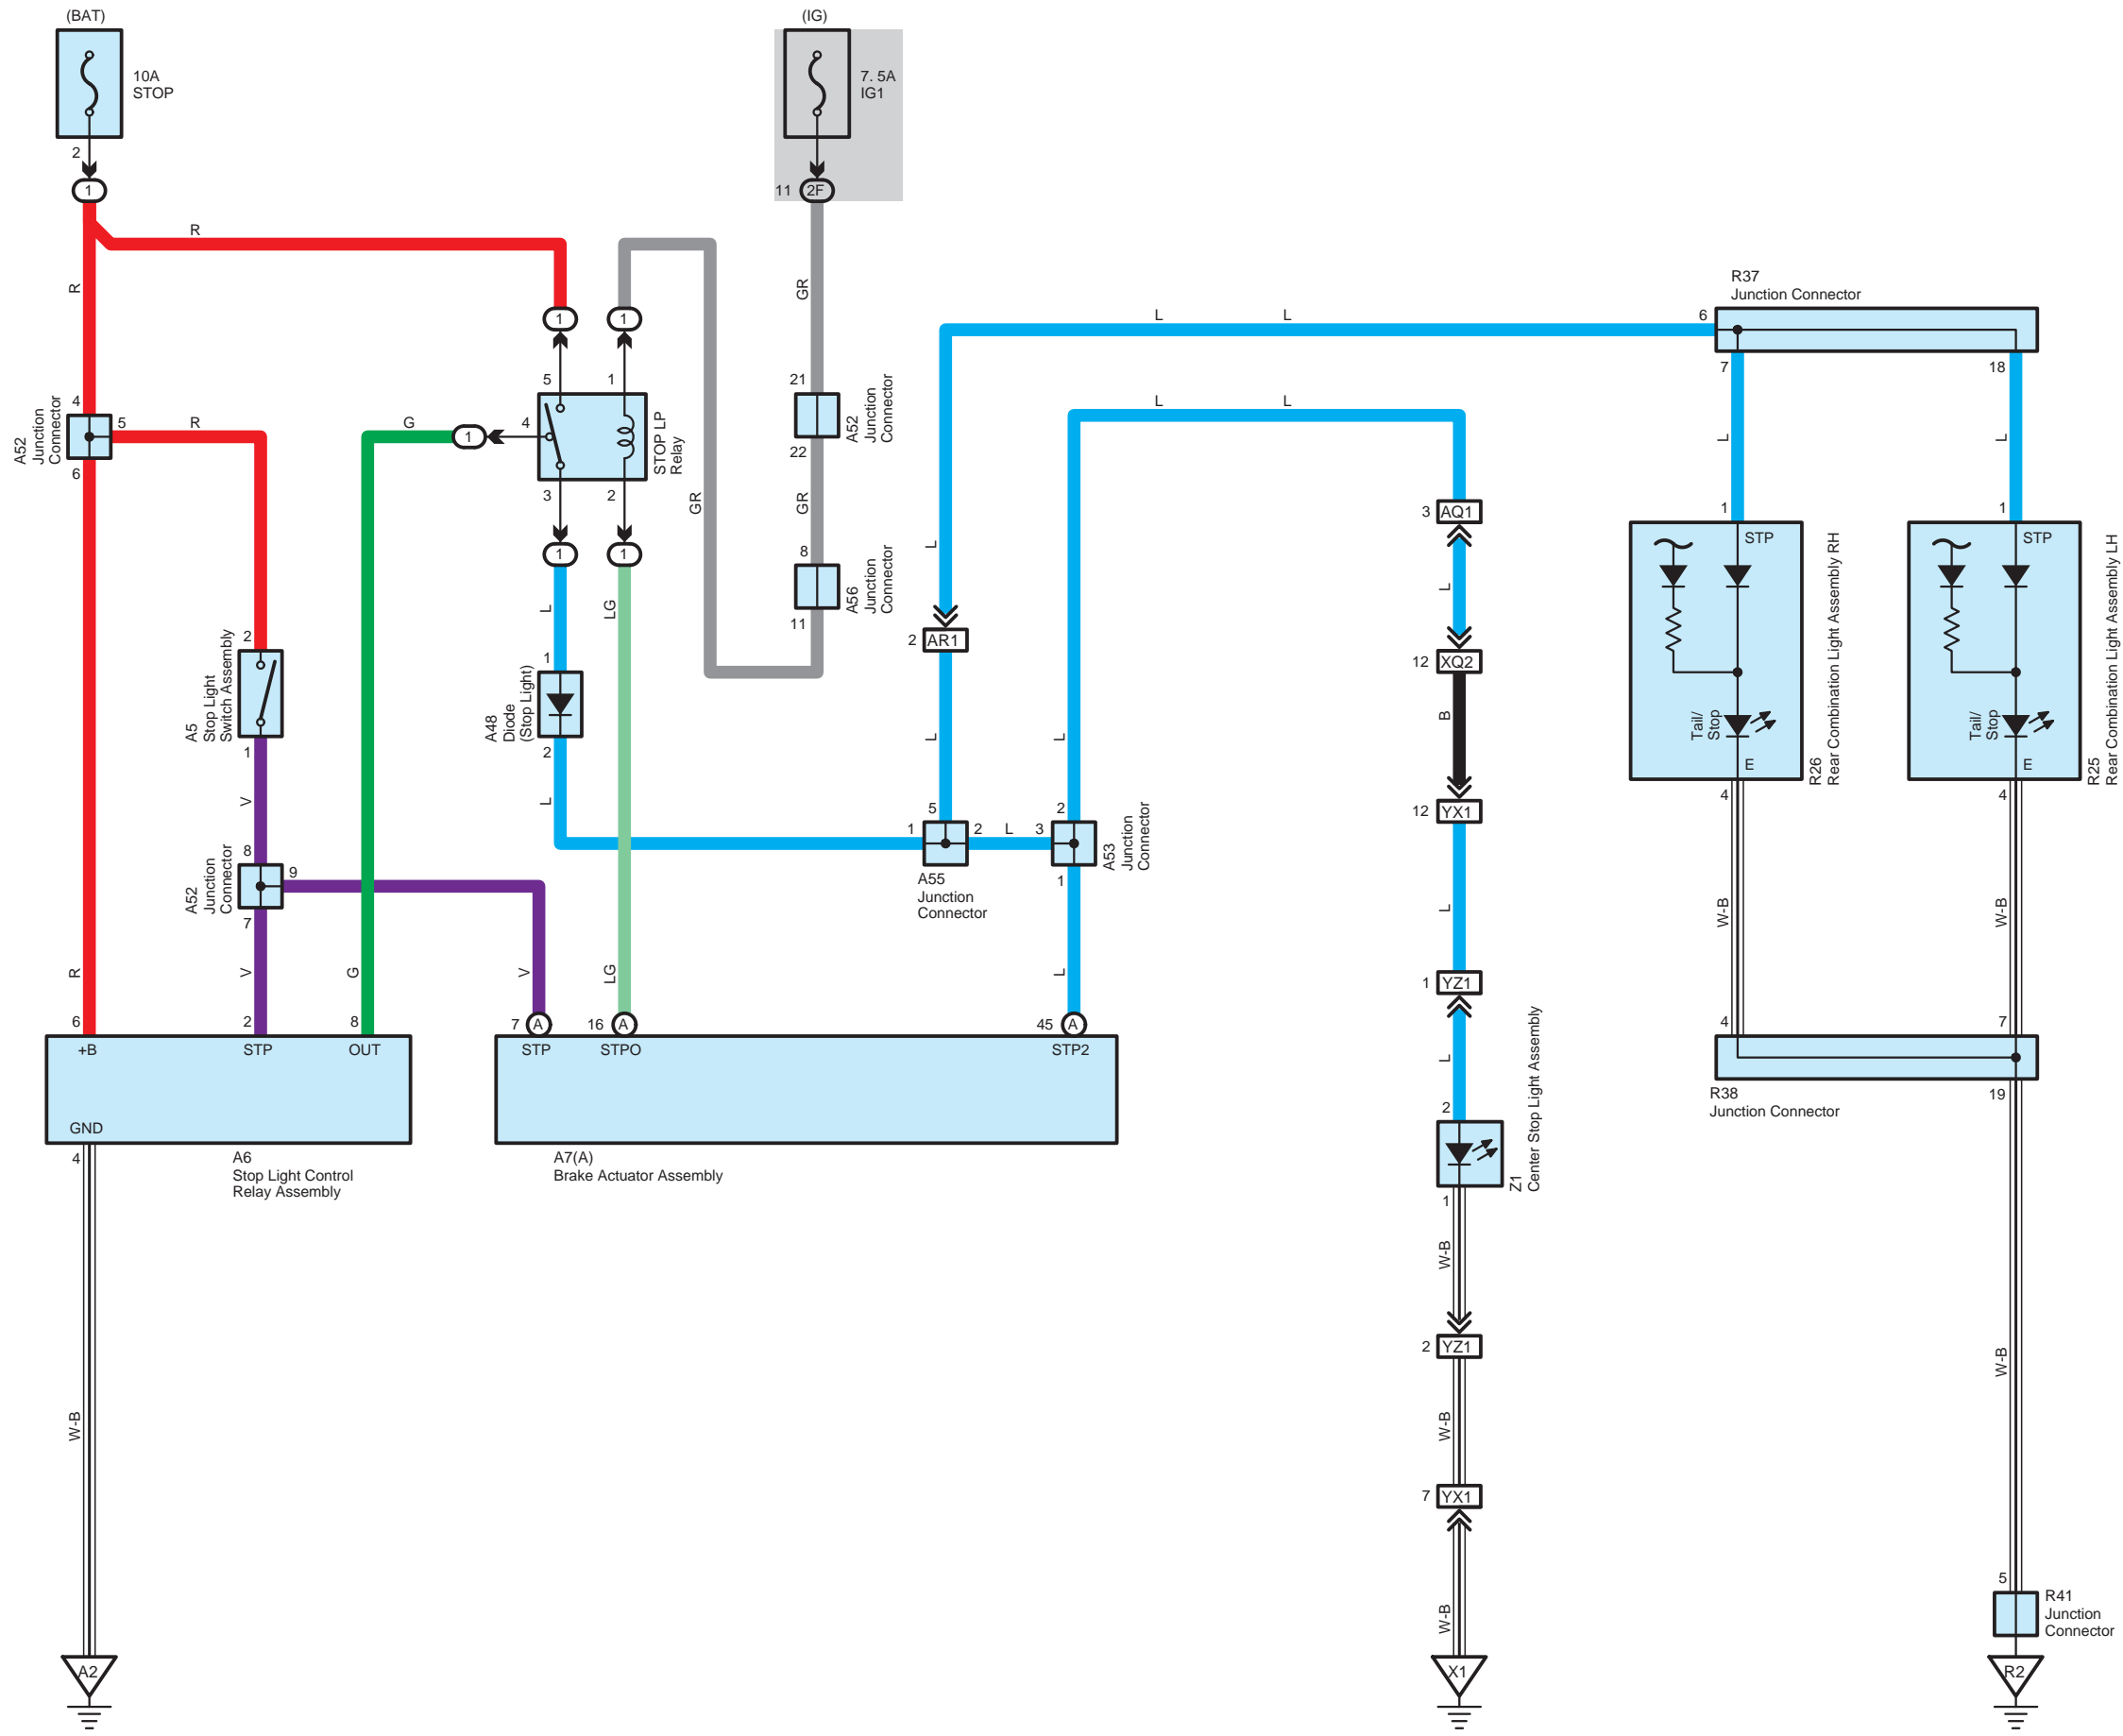 (BAT)
10A
STOP
2
1
(IG)
7. 5A
IG1
11
2F
R
R
GR
1
1
5
1
4
3
2
STOP LP
Relay
1
1
G
1
4
5
6
A52
Junction
Connector
R
21
22
A52
Junction
Connector
GR
GR
8
11
A56
Junction
Connector
L
L
R37
Junction Connector
6
7
18
L
L
L
L
3
AQ1
L
12
XQ2
B
12
YX1
L
1
YZ1
L
2
Z1
Center Stop Light Assembly
1
W-B
2
YZ1
W-B
7
YX1
W-B
X1
1
STP
Tail/
Stop
E
4
R26
Rear Combination Light Assembly RH
1
STP
Tail/
Stop
E
4
R25
Rear Combination Light Assembly LH
W-B
W-B
4
7
R38
Junction Connector
19
W-B
5
R41
Junction
Connector
R2
2
A5
Stop Light
Switch Assembly
1
V
8
9
7
A52
Junction
Connector
V
L
LG
1
A48
Diode
(Stop Light)
2
L
L
2
AR1
L
L
5
1
2
A55
Junction
Connector
L
3
2
1
A53
Junction
Connector
R
G
V
LG
L
6
2
8
+B
STP
OUT
GND
4
A6
Stop Light Control
Relay Assembly
7
A
16
A
45
A
STP
STPO
STP2
A7(A)
Brake Actuator Assembly
W-B
A2